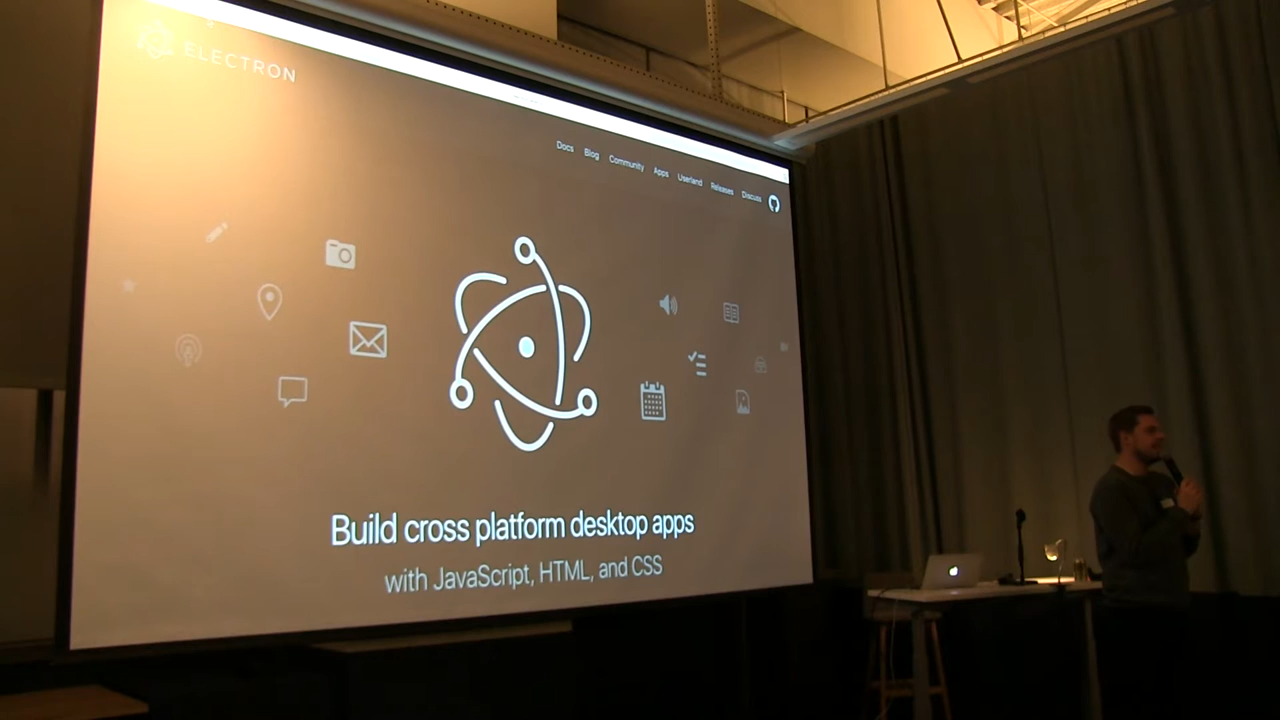 ELECTRON
Docs Blog Community Apps Userland Releases Discuss
Build cross platform desktop apps
with JavaScript, HTML, and CSS